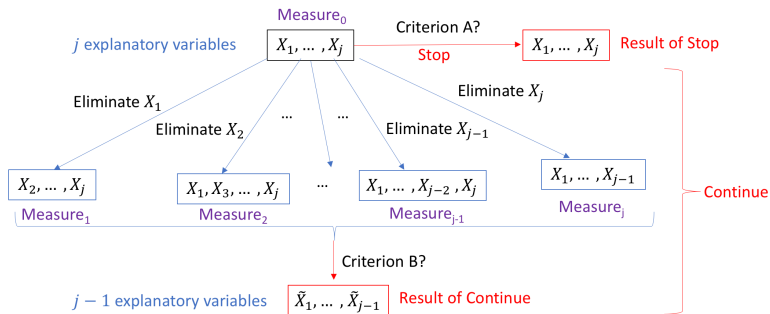 Measure₀
Criterion A?
j explanatory variables
X₁, … , Xⱼ
Stop
X₁, … , Xⱼ
Result of Stop
Eliminate X₁
Eliminate X₂
...
...
Eliminate Xⱼ₋₁
Eliminate Xⱼ
X₂, … , Xⱼ
X₁, X₃, … , Xⱼ
...
X₁, … , Xⱼ₋₂ , Xⱼ
X₁, … , Xⱼ₋₁
Continue
Measure₁
Measure₂
Measureⱼ₋₁
Measureⱼ
Criterion B?
j − 1 explanatory variables
X̃₁, … , X̃ⱼ₋₁
Result of Continue